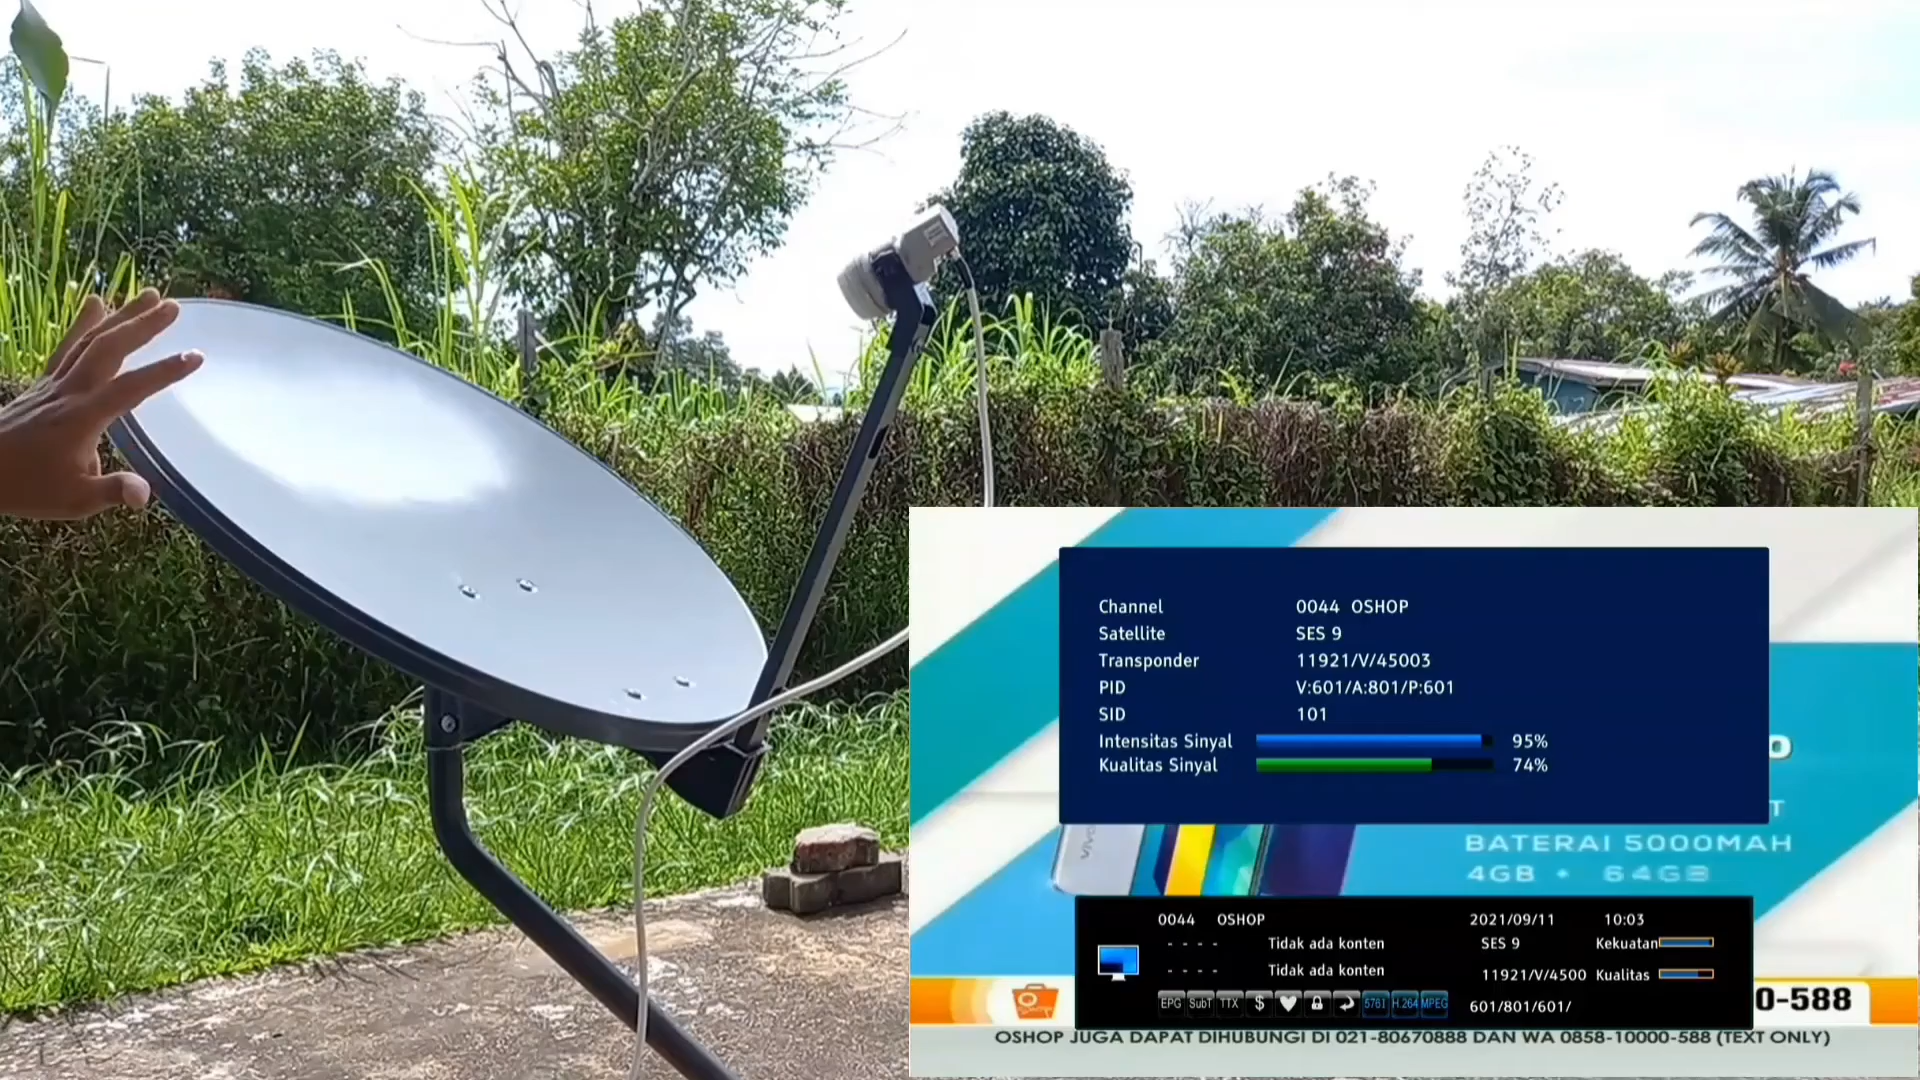 Channel 0044 OSHOP
Satellite SES 9
Transponder 11921/V/45003
PID V:601/A:801/P:601
SID 101
Intensitas Sinyal 95%
Kualitas Sinyal 74%
vivo
BATERAI 5000MAH
4GB • 64GB
0044 OSHOP 2021/09/11 10:03
- - - - Tidak ada konten SES 9 Kekuatan
- - - - Tidak ada konten 11921/V/4500 Kualitas
EPG SubT TTX $ 576i H.264 MPEG 601/801/601/
0-588
OSHOP JUGA DAPAT DIHUBUNGI DI 021-80670888 DAN WA 0858-10000-588 (TEXT ONLY)